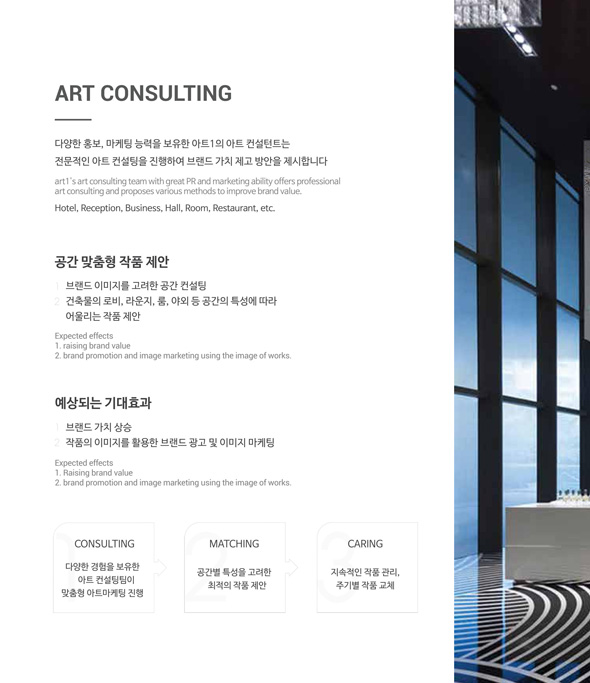 ART CONSULTING
다양한 홍보, 마케팅 능력을 보유한 아트1의 아트 컨설턴트는
전문적인 아트 컨설팅을 진행하여 브랜드 가치 제고 방안을 제시합니다
art1's art consulting team with great PR and marketing ability offers professional
art consulting and proposes various methods to improve brand value.
Hotel, Reception, Business, Hall, Room, Restaurant, etc.
공간 맞춤형 작품 제안
1 브랜드 이미지를 고려한 공간 컨설팅
2 건축물의 로비, 라운지, 룸, 야외 등 공간의 특성에 따라
어울리는 작품 제안
Expected effects
1. raising brand value
2. brand promotion and image marketing using the image of works.
예상되는 기대효과
1 브랜드 가치 상승
2 작품의 이미지를 활용한 브랜드 광고 및 이미지 마케팅
Expected effects
1. Raising brand value
2. brand promotion and image marketing using the image of works.
1
CONSULTING
다양한 경험을 보유한
아트 컨설팅팀이
맞춤형 아트마케팅 진행
2
MATCHING
공간별 특성을 고려한
최적의 작품 제안
3
CARING
지속적인 작품 관리,
주기별 작품 교체